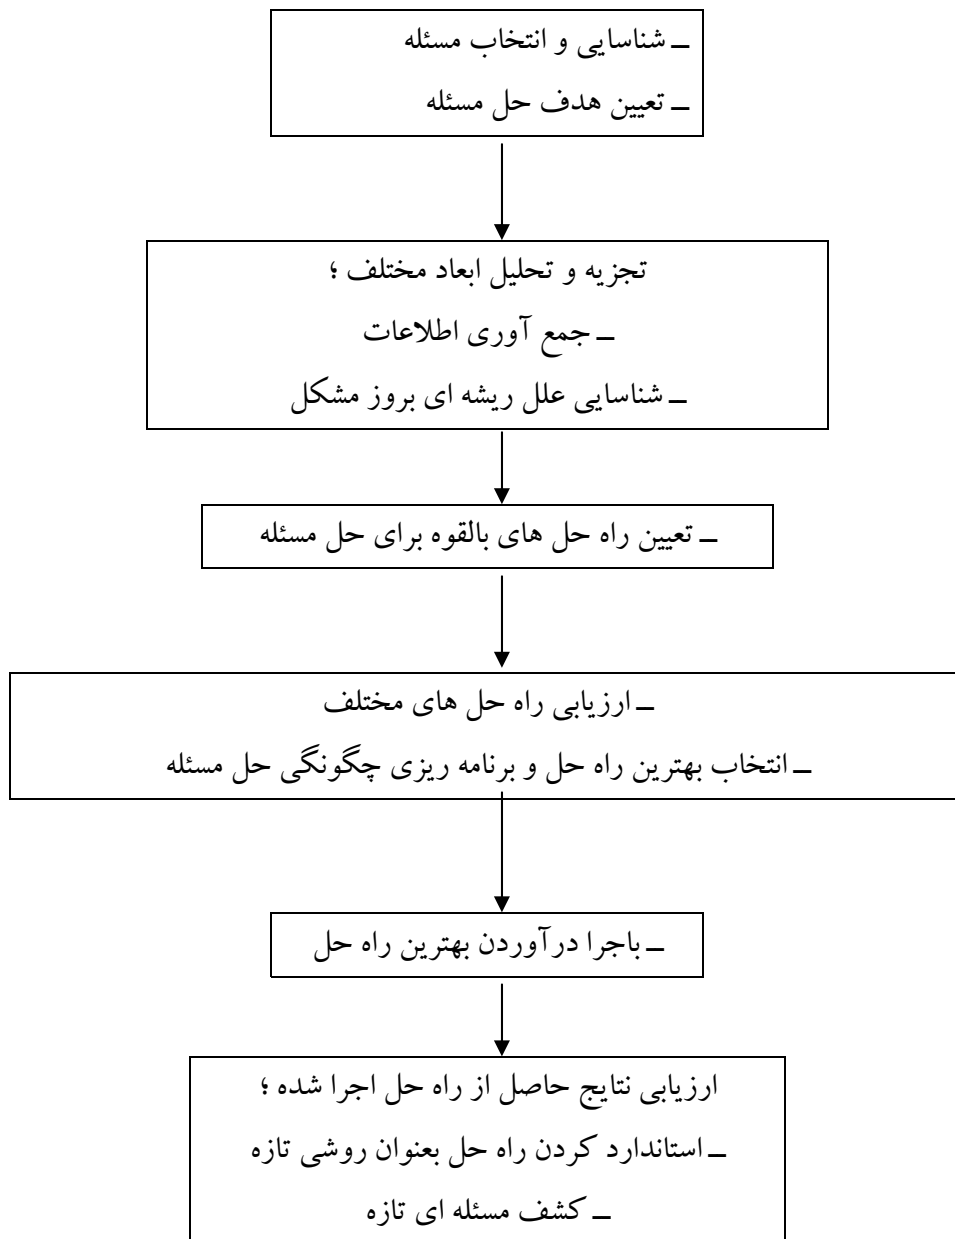 ـ شناسایی و انتخاب مسئله
ـ تعیین هدف حل مسئله
تجزیه و تحلیل ابعاد مختلف ؛
ـ جمع آوری اطلاعات
ـ شناسایی علل ریشه ای بروز مشکل
ـ تعیین راه حل های بالقوه برای حل مسئله
ـ ارزیابی راه حل های مختلف
ـ انتخاب بهترین راه حل و برنامه ریزی چگونگی حل مسئله
ـ باجرا درآوردن بهترین راه حل
ارزیابی نتایج حاصل از راه حل اجرا شده ؛
ـ استاندارد کردن راه حل بعنوان روشی تازه
ـ کشف مسئله ای تازه